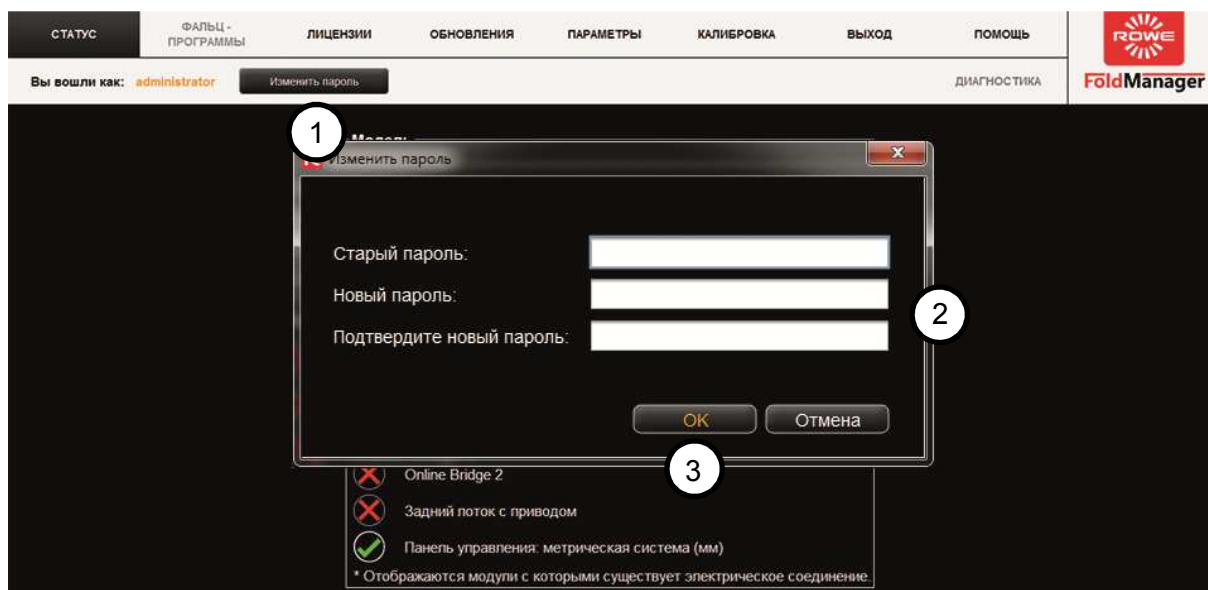 СТАТУС
ФАЛЬЦ -
ПРОГРАММЫ
ЛИЦЕНЗИИ
ОБНОВЛЕНИЯ
ПАРАМЕТРЫ
КАЛИБРОВКА
ВЫХОД
ПОМОЩЬ
ROWE
FoldManager
Вы вошли как: administrator
Изменить пароль
ДИАГНОСТИКА
1
Модель
Изменить пароль
Старый пароль:
Новый пароль:
2
Подтвердите новый пароль:
OK
Отмена
3
Online Bridge 2
Задний поток с приводом
Панель управления: метрическая система (мм)
* Отображаются модули с которыми существует электрическое соединение.